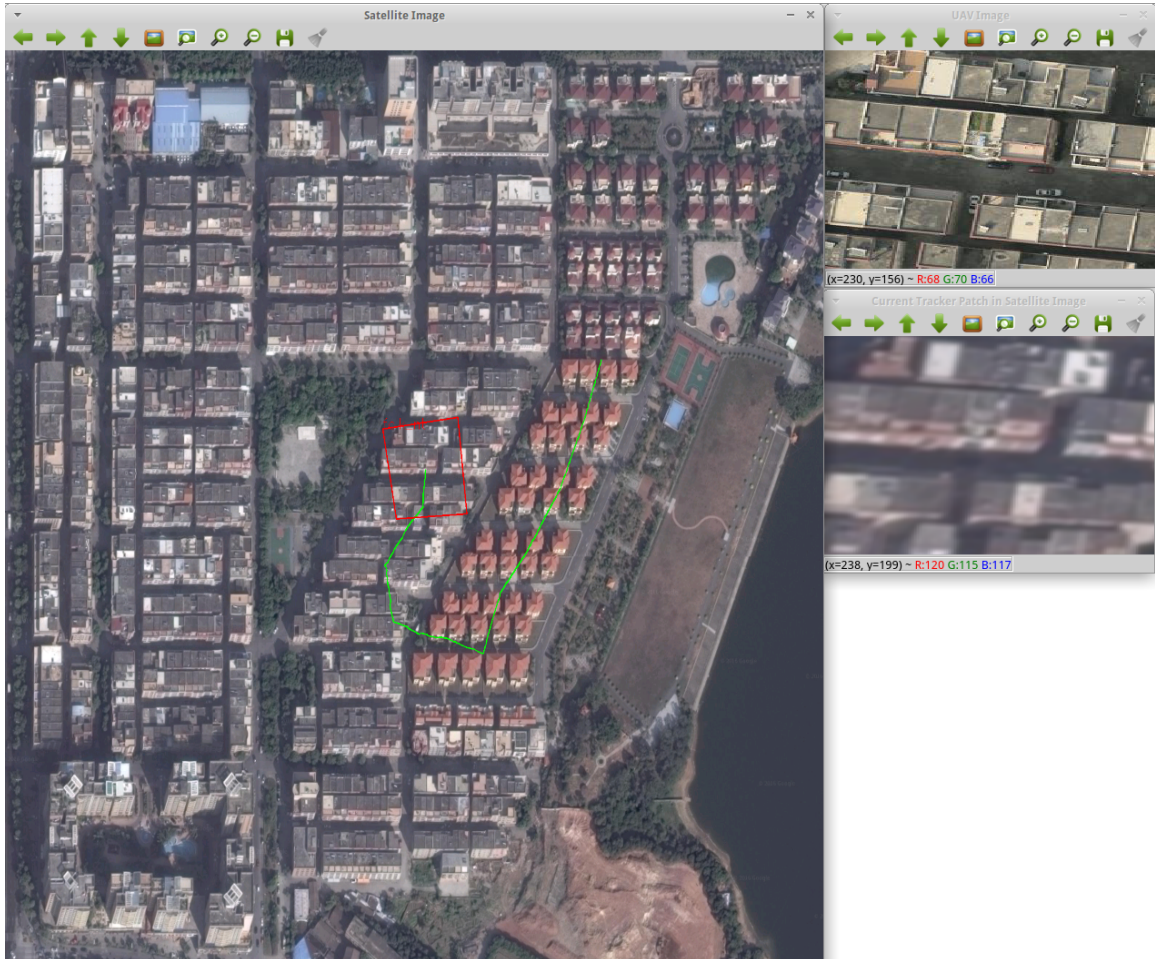 Satellite Image
UAV Image
(x=230, y=156) ~ R:68 G:70 B:66
Current Tracker Patch in Satellite Image
(x=238, y=199) ~ R:120 G:115 B:117